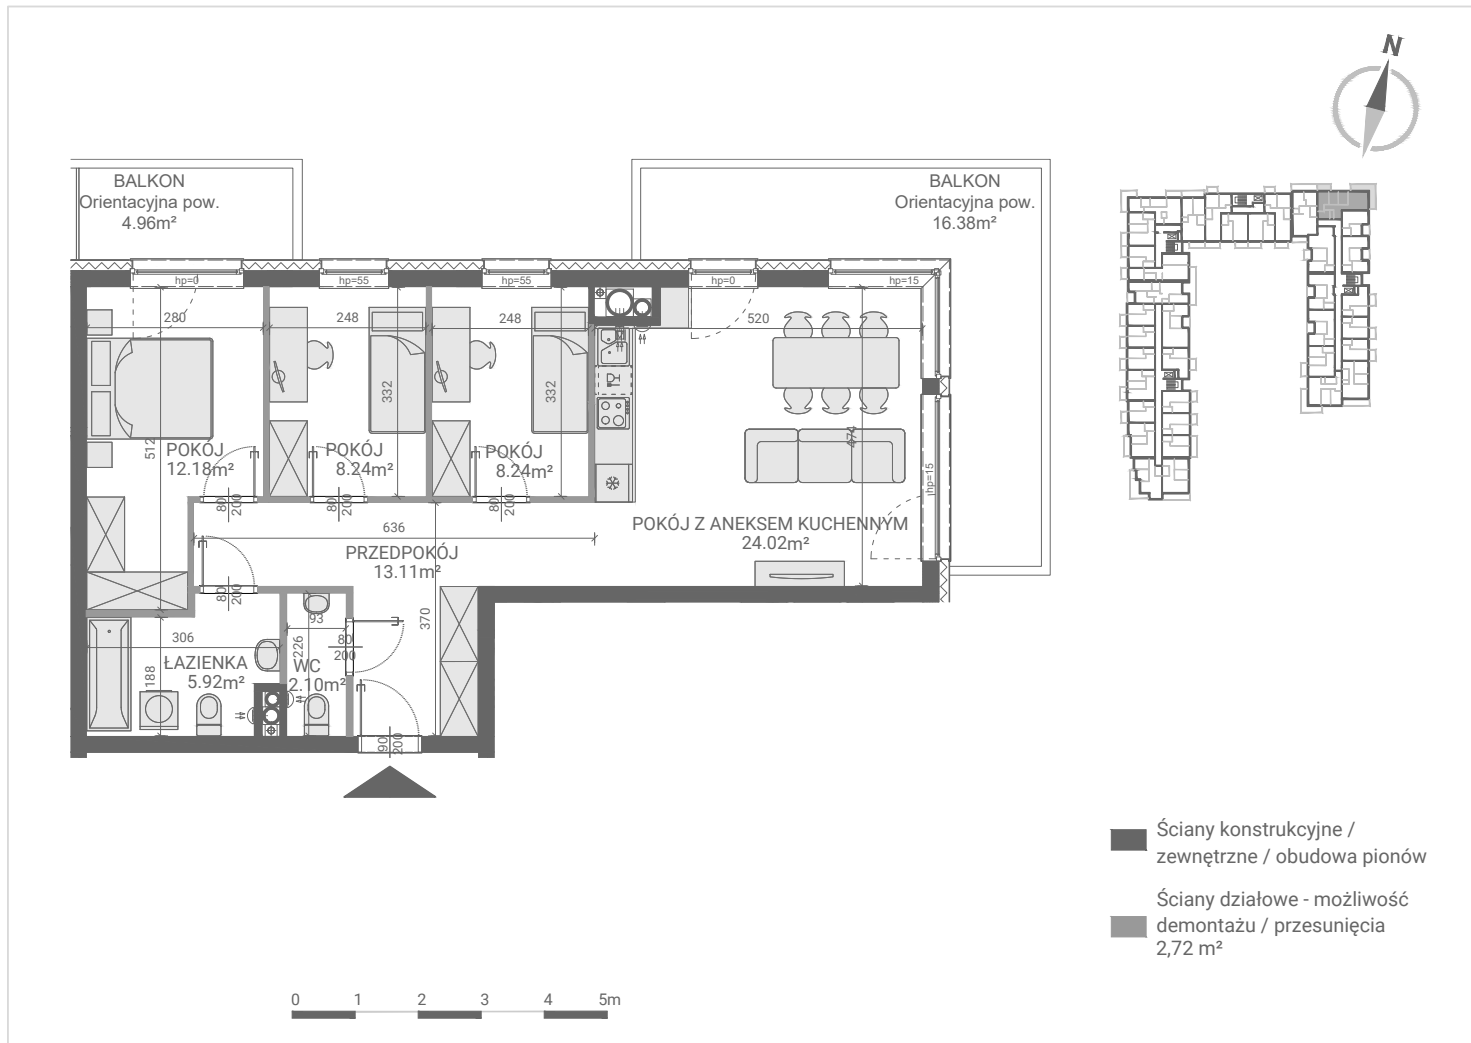 N
BALKON
Orientacyjna pow.
4.96m²
BALKON
Orientacyjna pow.
16.38m²
hp=0
hp=55
hp=55
hp=0
hp=15
280
248
248
520
332
332
474
512
POKÓJ
12.18m²
POKÓJ
8.24m²
POKÓJ
8.24m²
hp=15
80
200
80
200
80
200
636
POKÓJ Z ANEKSEM KUCHENNYM
24.02m²
PRZEDPOKÓJ
13.11m²
80
200
370
93
306
226
80
200
188
ŁAZIENKA
5.92m²
WC
2.10m²
90
200
Ściany konstrukcyjne /
zewnętrzne / obudowa pionów
Ściany działowe - możliwość
demontażu / przesunięcia
2,72 m²
0 1 2 3 4 5m